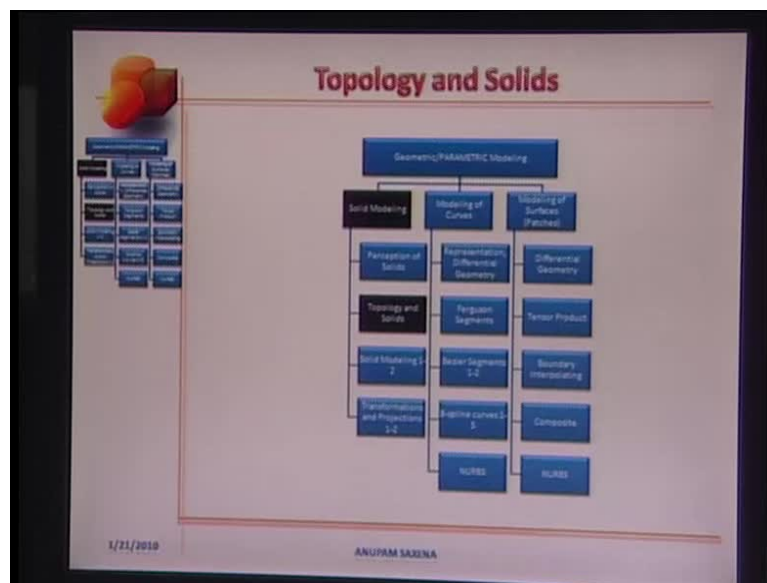 Topology and Solids
Geometric/PARAMETRIC Modeling
Solid Modeling
Modeling of
Curves
Modeling of
Surfaces
(Patches)
Perception of
Solids
Representation,
Differential
Geometry
Differential
Geometry
Topology and
Solids
Ferguson
Segments
Tensor Product
Solid Modeling 1-
2
Bezier Segments
1-2
Boundary
Interpolating
Transformations
and Projections
1-2
B-spline curves 1-
5
Composite
NURBS
NURBS
1/21/2010
ANUPAM SAXENA